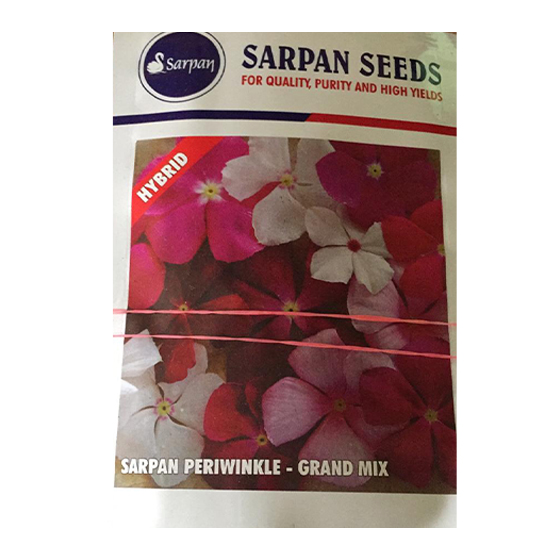 Sarpan
SARPAN SEEDS
FOR QUALITY, PURITY AND HIGH YIELDS
HYBRID
SARPAN PERIWINKLE - GRAND MIX